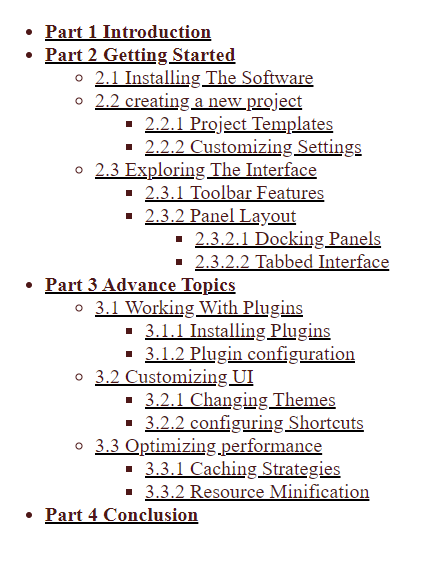 Part 1 Introduction
Part 2 Getting Started
2.1 Installing The Software
2.2 creating a new project
2.2.1 Project Templates
2.2.2 Customizing Settings
2.3 Exploring The Interface
2.3.1 Toolbar Features
2.3.2 Panel Layout
2.3.2.1 Docking Panels
2.3.2.2 Tabbed Interface
Part 3 Advance Topics
3.1 Working With Plugins
3.1.1 Installing Plugins
3.1.2 Plugin configuration
3.2 Customizing UI
3.2.1 Changing Themes
3.2.2 configuring Shortcuts
3.3 Optimizing performance
3.3.1 Caching Strategies
3.3.2 Resource Minification
Part 4 Conclusion